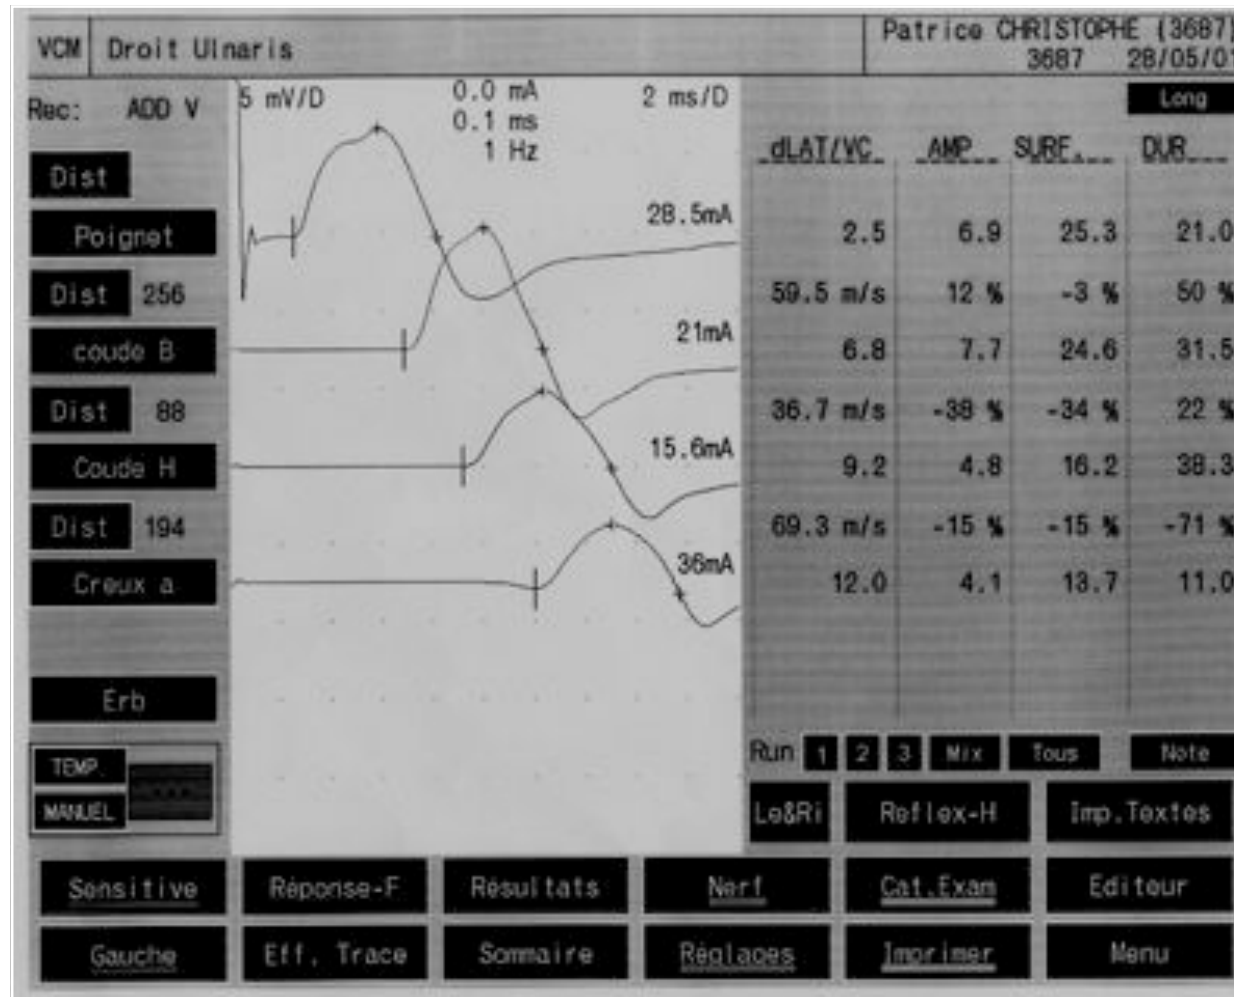 VCM Droit Ulnaris
Patrice CHRISTOPHE (3687)
3687 28/05/01
Rec: ADD V
5 mV/D 0.0 mA 2 ms/D
0.1 ms
1 Hz
Long
dLAT/VC AMP SURF. DUR
Dist
Poignet 28.5mA 2.5 6.9 25.3 21.0
Dist 256 59.5 m/s 12 % -3 % 50 %
coude B 21mA 6.8 7.7 24.6 31.5
Dist 88 36.7 m/s -38 % -34 % 22 %
Coude H 15.6mA 9.2 4.8 16.2 38.3
Dist 194 69.3 m/s -15 % -15 % -71 %
Creux a 36mA 12.0 4.1 13.7 11.0
Erb
TEMP.
MANUEL
Run 1 2 3 Mix Tous Note
Le&Ri Reflex-H Imp.Textes
Sensitive Réponse-F Résultats Nerf Cat.Exam Editeur
Gauche Eff. Trace Sommaire Réglages Imprimer Menu